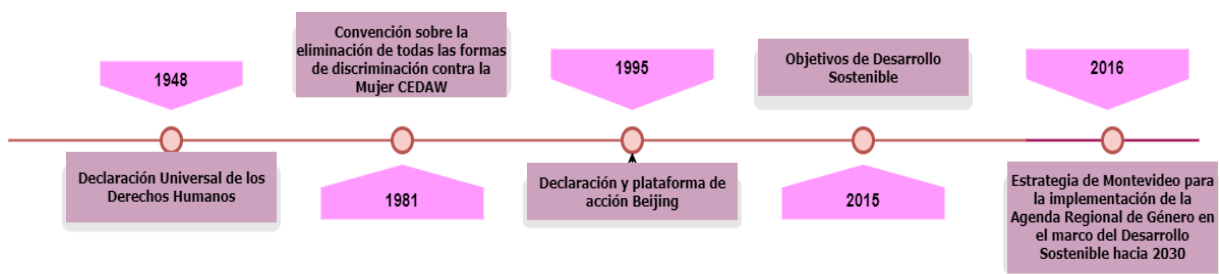 1948
Declaración Universal de los
Derechos Humanos
Convención sobre la
eliminación de todas las formas
de discriminación contra la
Mujer CEDAW
1981
1995
Declaración y plataforma de
acción Beijing
Objetivos de Desarrollo
Sostenible
2015
2016
Estrategia de Montevideo para
la implementación de la
Agenda Regional de Género en
el marco del Desarrollo
Sostenible hacia 2030